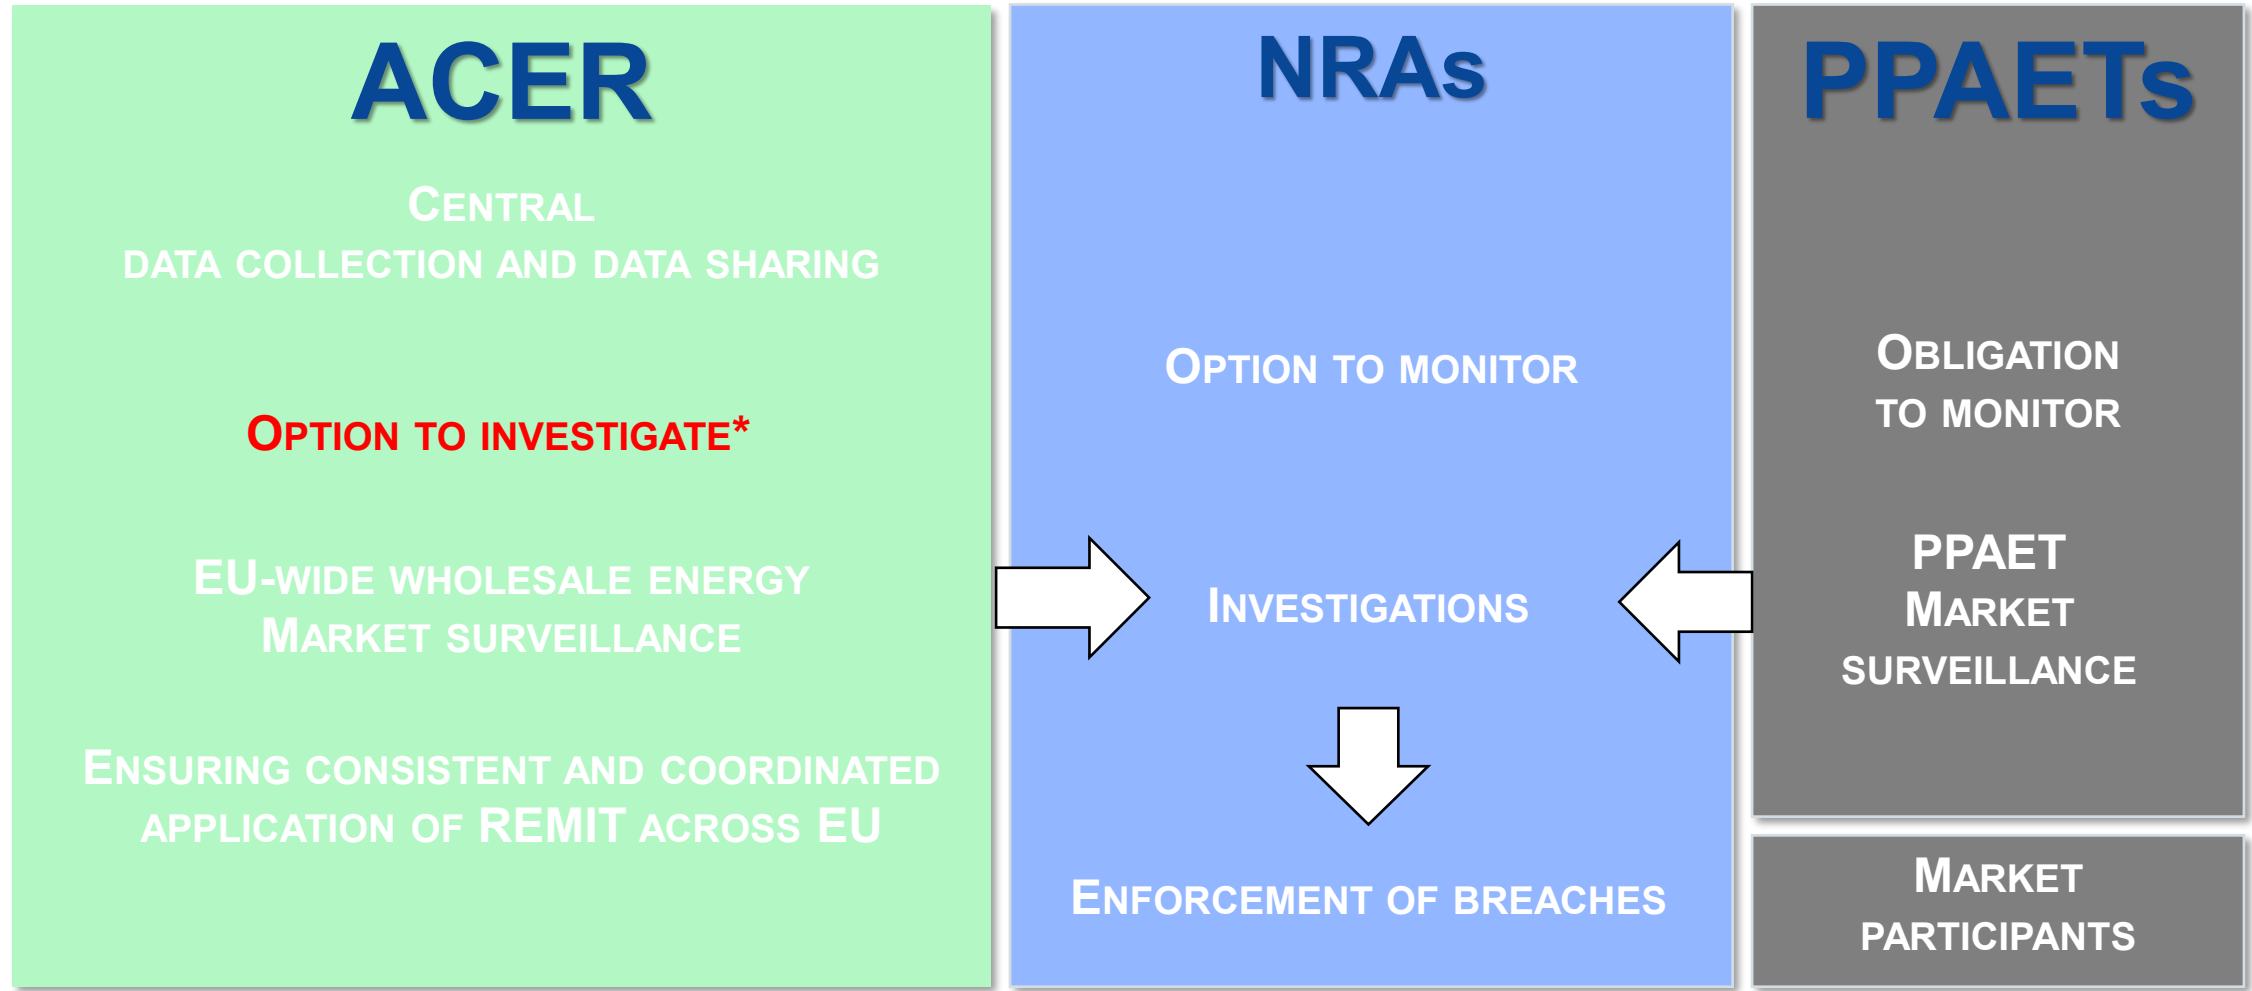 ACER
CENTRAL
DATA COLLECTION AND DATA SHARING
OPTION TO INVESTIGATE*
EU-WIDE WHOLESALE ENERGY
MARKET SURVEILLANCE
ENSURING CONSISTENT AND COORDINATED
APPLICATION OF REMIT ACROSS EU
NRAs
OPTION TO MONITOR
INVESTIGATIONS
ENFORCEMENT OF BREACHES
PPAETs
OBLIGATION
TO MONITOR
PPAET
MARKET
SURVEILLANCE
MARKET
PARTICIPANTS